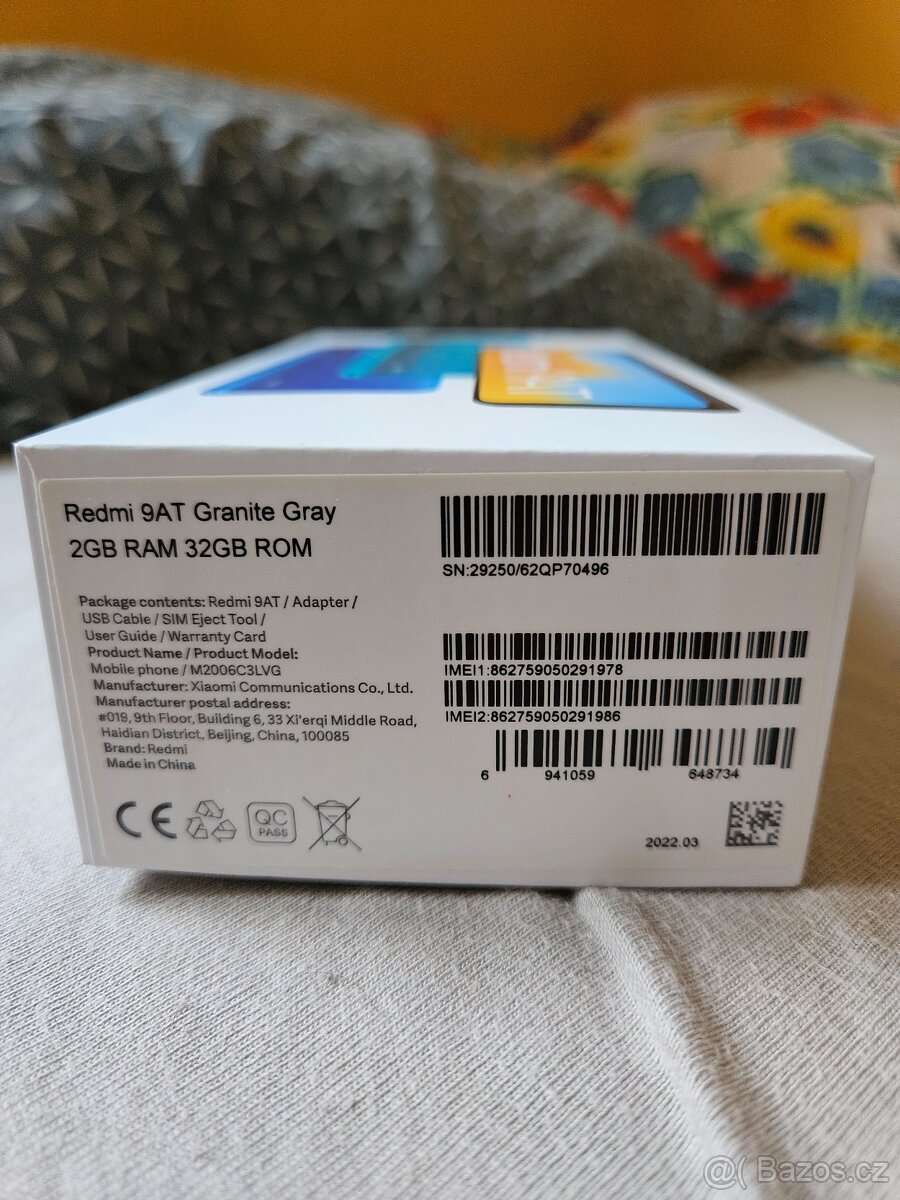 Redmi 9AT Granite Gray
2GB RAM 32GB ROM
Package contents: Redmi 9AT / Adapter /
USB Cable / SIM Eject Tool /
User Guide / Warranty Card
Product Name / Product Model:
Mobile phone / M2006C3LVG
Manufacturer: Xiaomi Communications Co., Ltd.
Manufacturer postal address:
#019, 9th Floor, Building 6, 33 Xi'erqi Middle Road,
Haidian District, Beijing, China, 100085
Brand: Redmi
Made in China
CE
QC
PASS
SN:29250/62QP70496
IMEI1:862759050291978
IMEI2:862759050291986
6 941059 648734
2022.03
@( Bazos.cz